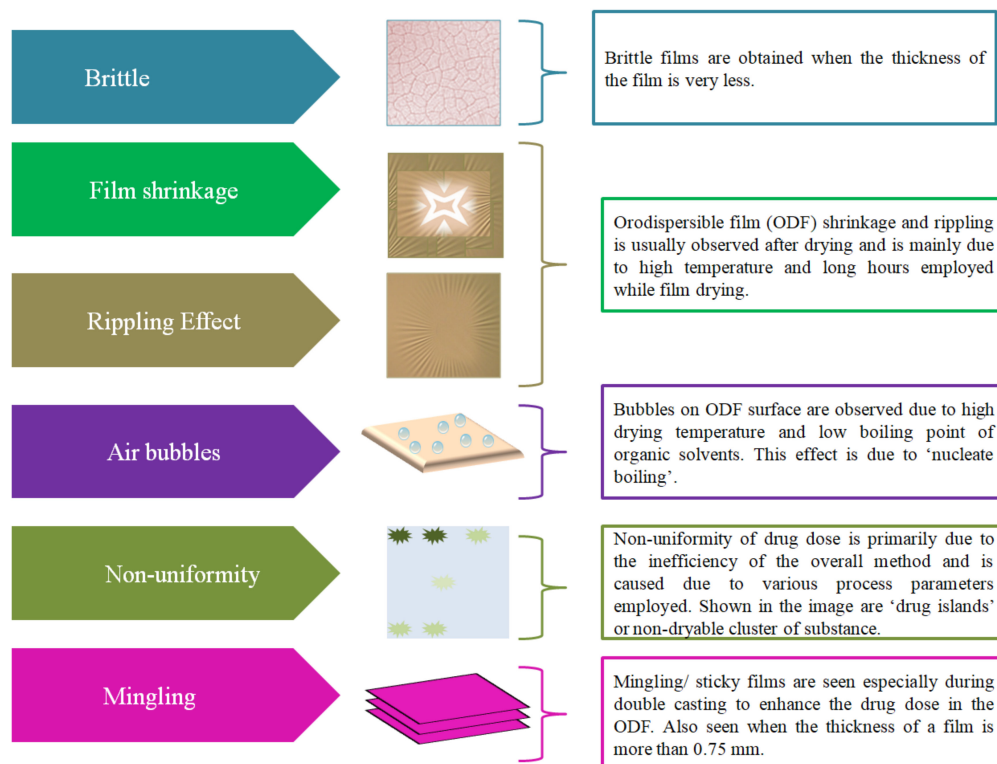 Brittle
Brittle films are obtained when the thickness of
the film is very less.
Film shrinkage
Rippling Effect
Orodispersible film (ODF) shrinkage and rippling
is usually observed after drying and is mainly due
to high temperature and long hours employed
while film drying.
Air bubbles
Bubbles on ODF surface are observed due to high
drying temperature and low boiling point of
organic solvents. This effect is due to ‘nucleate
boiling’.
Non-uniformity
Non-uniformity of drug dose is primarily due to
the inefficiency of the overall method and is
caused due to various process parameters
employed. Shown in the image are ‘drug islands’
or non-dryable cluster of substance.
Mingling
Mingling/ sticky films are seen especially during
double casting to enhance the drug dose in the
ODF. Also seen when the thickness of a film is
more than 0.75 mm.